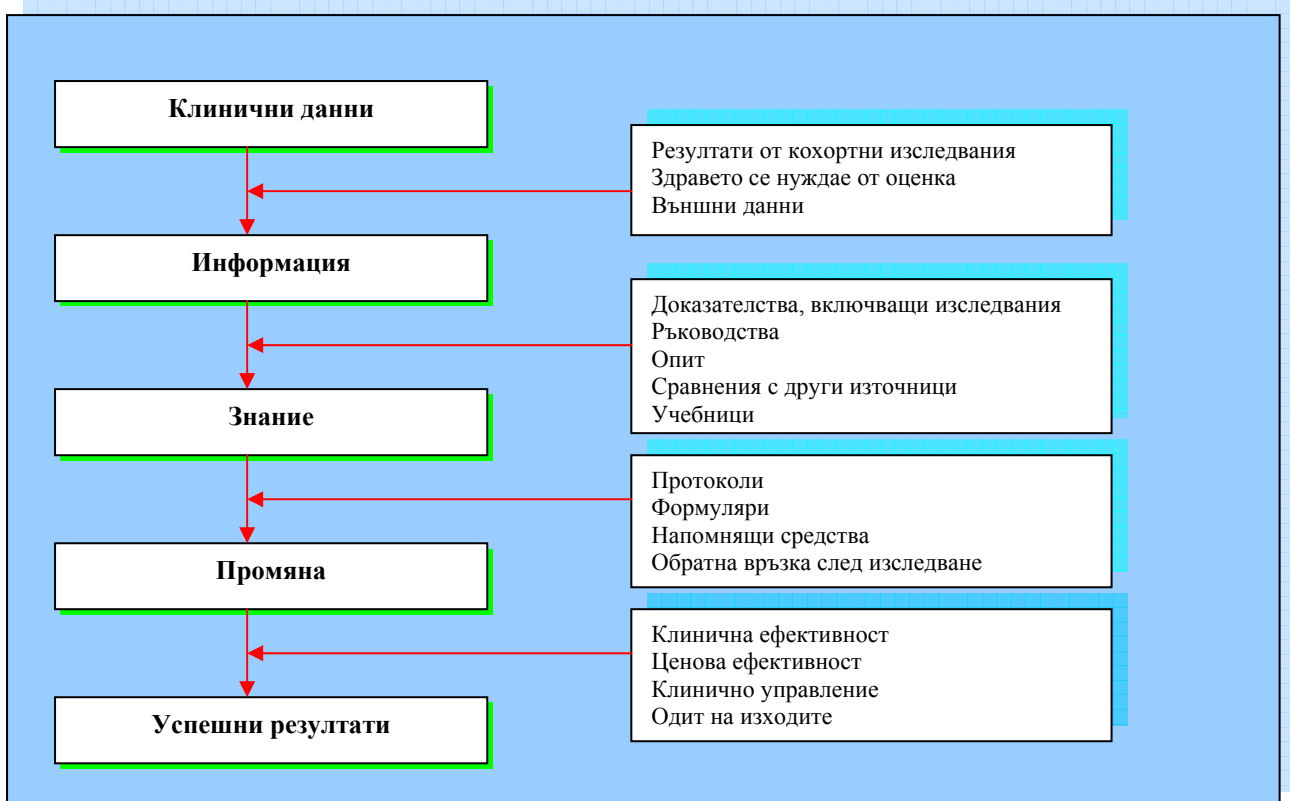 Клинични данни
Резултати от кохортни изследвания
Здравето се нуждае от оценка
Външни данни
Информация
Доказателства, включващи изследвания
Ръководства
Опит
Сравнения с други източници
Учебници
Знание
Протоколи
Формуляри
Напомнящи средства
Обратна връзка след изследване
Промяна
Клинична ефективност
Ценова ефективност
Клинично управление
Одит на изходите
Успешни резултати